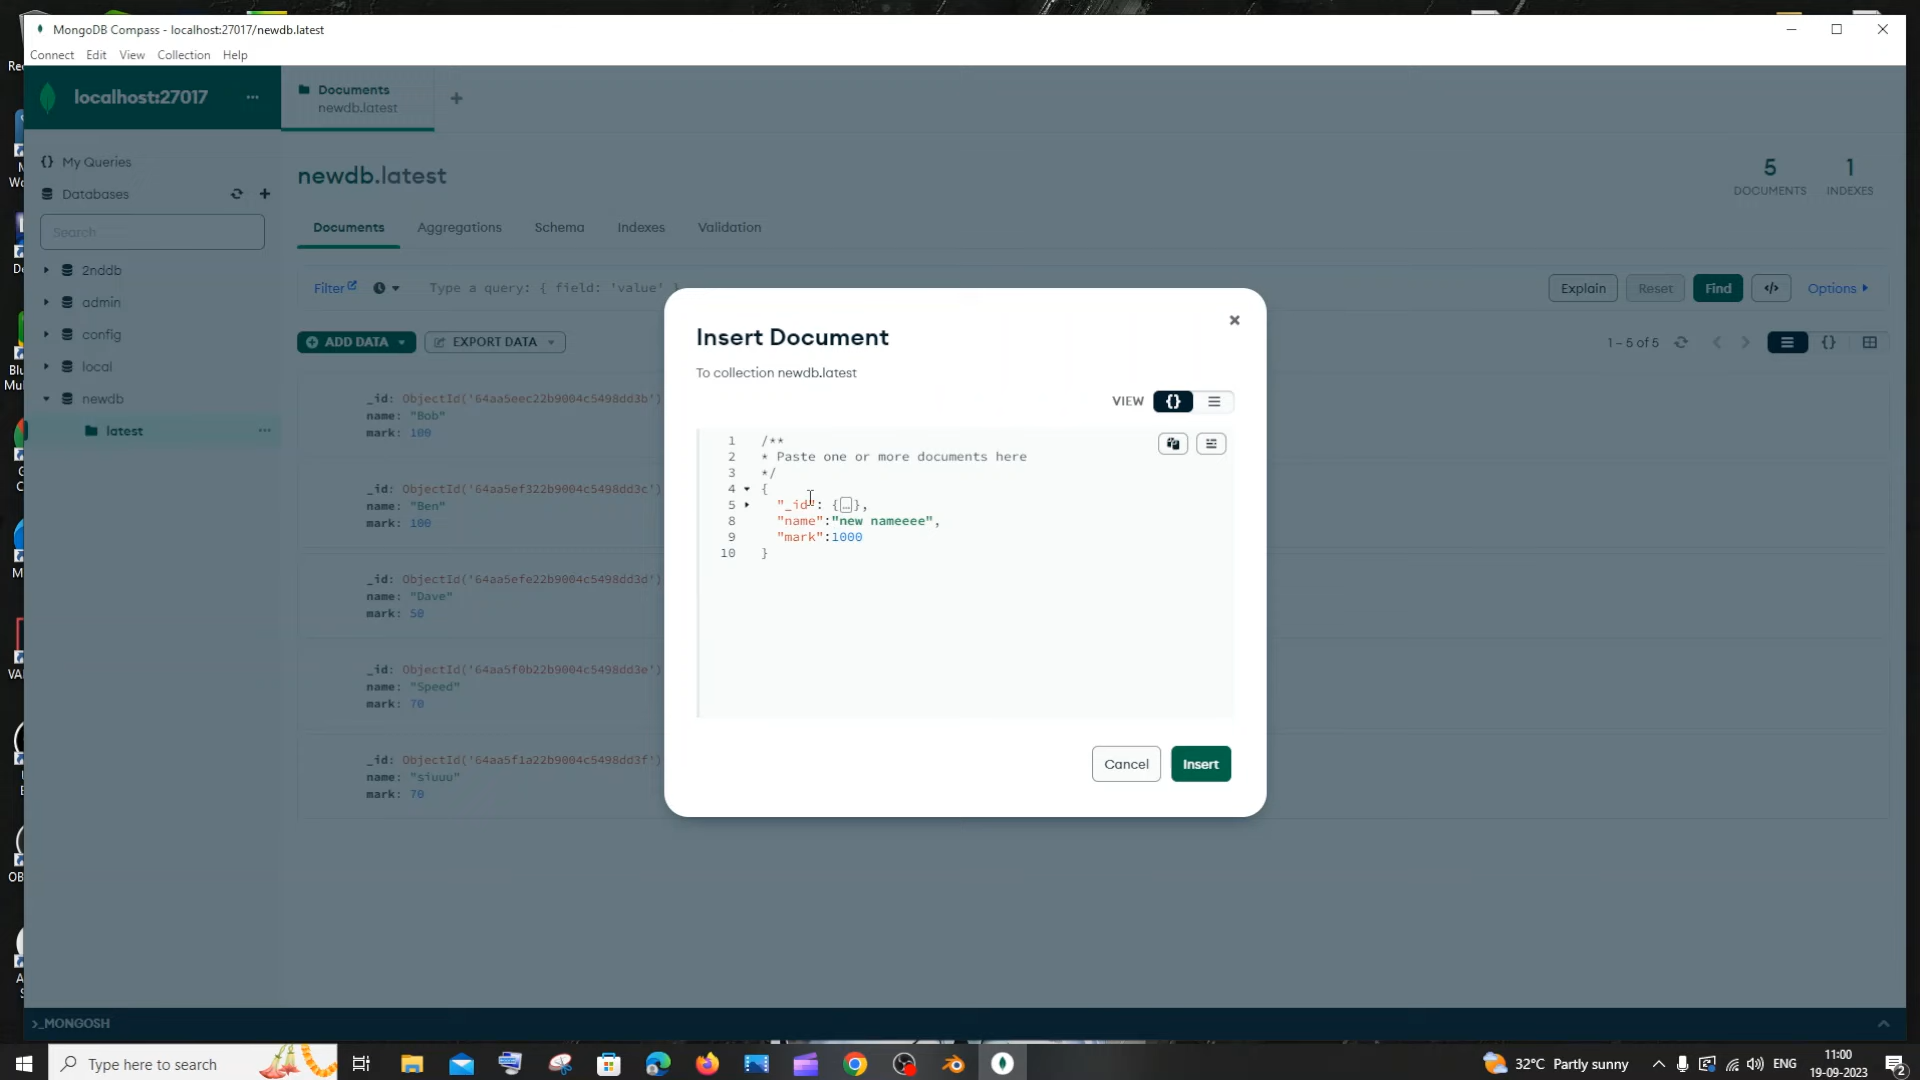 MongoDB Compass - localhost:27017/newdb.latest
Connect Edit View Collection Help
localhost:27017 ...
Documents
newdb.latest
My Queries
Databases
Search
2nddb
admin
config
local
newdb
latest
newdb.latest
5
DOCUMENTS
1
INDEXES
Documents Aggregations Schema Indexes Validation
Filter Type a query: { field: 'value'
Explain Reset Find </> Options
ADD DATA EXPORT DATA
1 – 5 of 5 {}
_id: ObjectId('64aa5eec22b9004c5498dd3b')
name: "Bob"
mark: 100
_id: ObjectId('64aa5ef322b9004c5498dd3c')
name: "Ben"
mark: 100
_id: ObjectId('64aa5efe22b9004c5498dd3d')
name: "Dave"
mark: 50
_id: ObjectId('64aa5f0b22b9004c5498dd3e')
name: "Speed"
mark: 70
_id: ObjectId('64aa5f1a22b9004c5498dd3f')
name: "siuuu"
mark: 70
Insert Document
To collection newdb.latest
VIEW {}
1 /**
2 * Paste one or more documents here
3 */
4 {
5 "_id": {…},
8 "name":"new nameeee",
9 "mark":1000
10 }
Cancel Insert
>_MONGOSH
Type here to search
32°C Partly sunny
ENG
11:00
19-09-2023
2